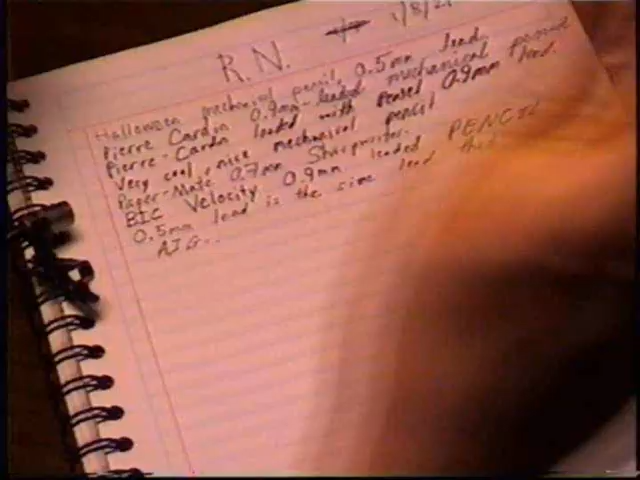 1/8/21
R.N.
Halloween mechanical pencil, 0.5mm lead.
Pierre Cardin 0.9mm-leaded mechanical pencil
Pierre-Cardin loaded with Pentel 0.9mm lead.
Very cool, nice mechanical pencil
Paper-Mate 0.7mm Sharpwriter.
BIC Velocity 0.9mm leaded PENCIL
0.5mm lead is the size lead